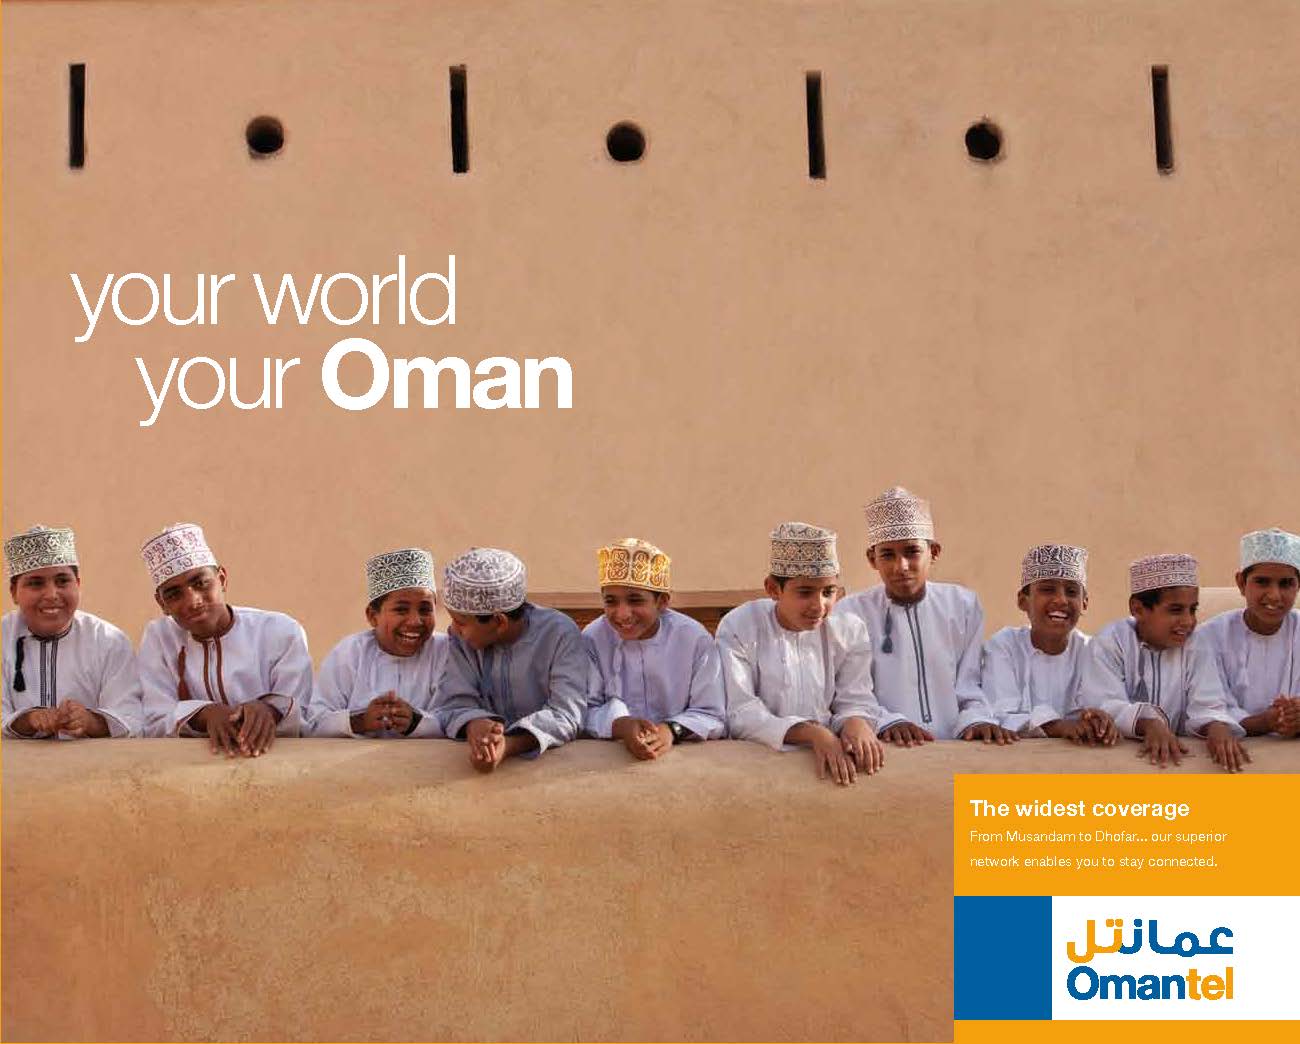 your world
your Oman
The widest coverage
From Musandam to Dhofar... our superior
network enables you to stay connected.
عمانتل
Omantel